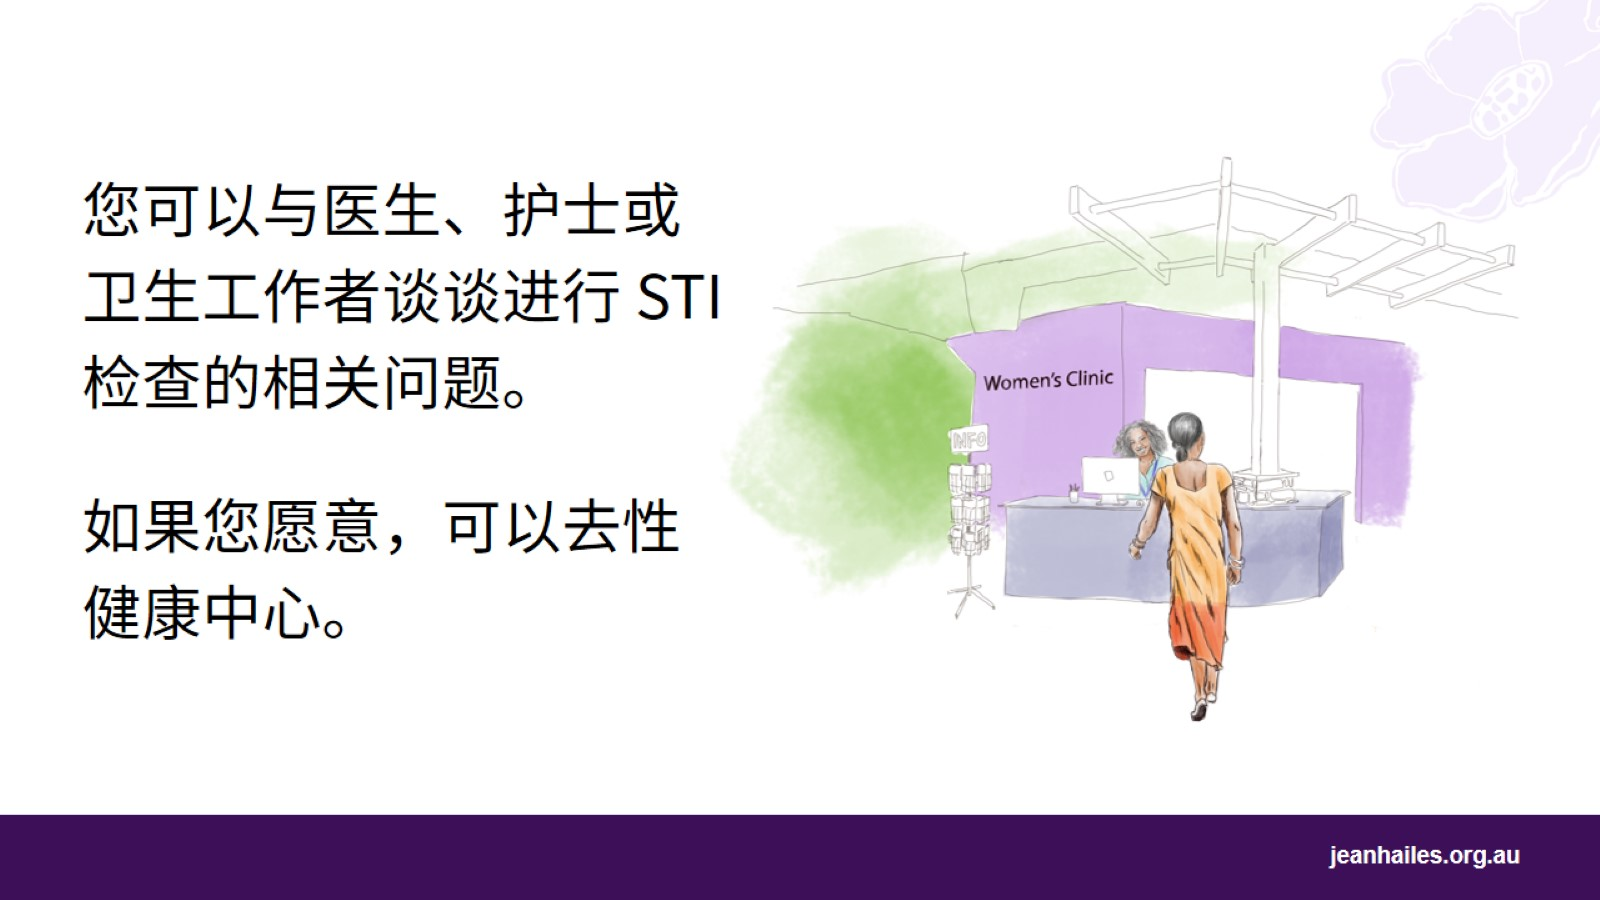 您可以与医生、护士或
卫生工作者谈谈进行 STI
检查的相关问题。
如果您愿意，可以去性
健康中心。
Women's Clinic
INFO
jeanhailes.org.au